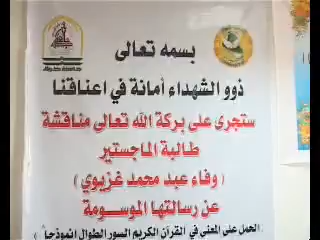 بسمه تعالى
ذوو الشهداء أمانة في اعناقنا
ستجرى على بركة الله تعالى مناقشة
طالبة الماجستير
( وفاء عبد محمد غزيوي )
عن رسالتها الموسومة
الحمل على المعنى في القرآن الكريم السور الطوال انموذجاً "